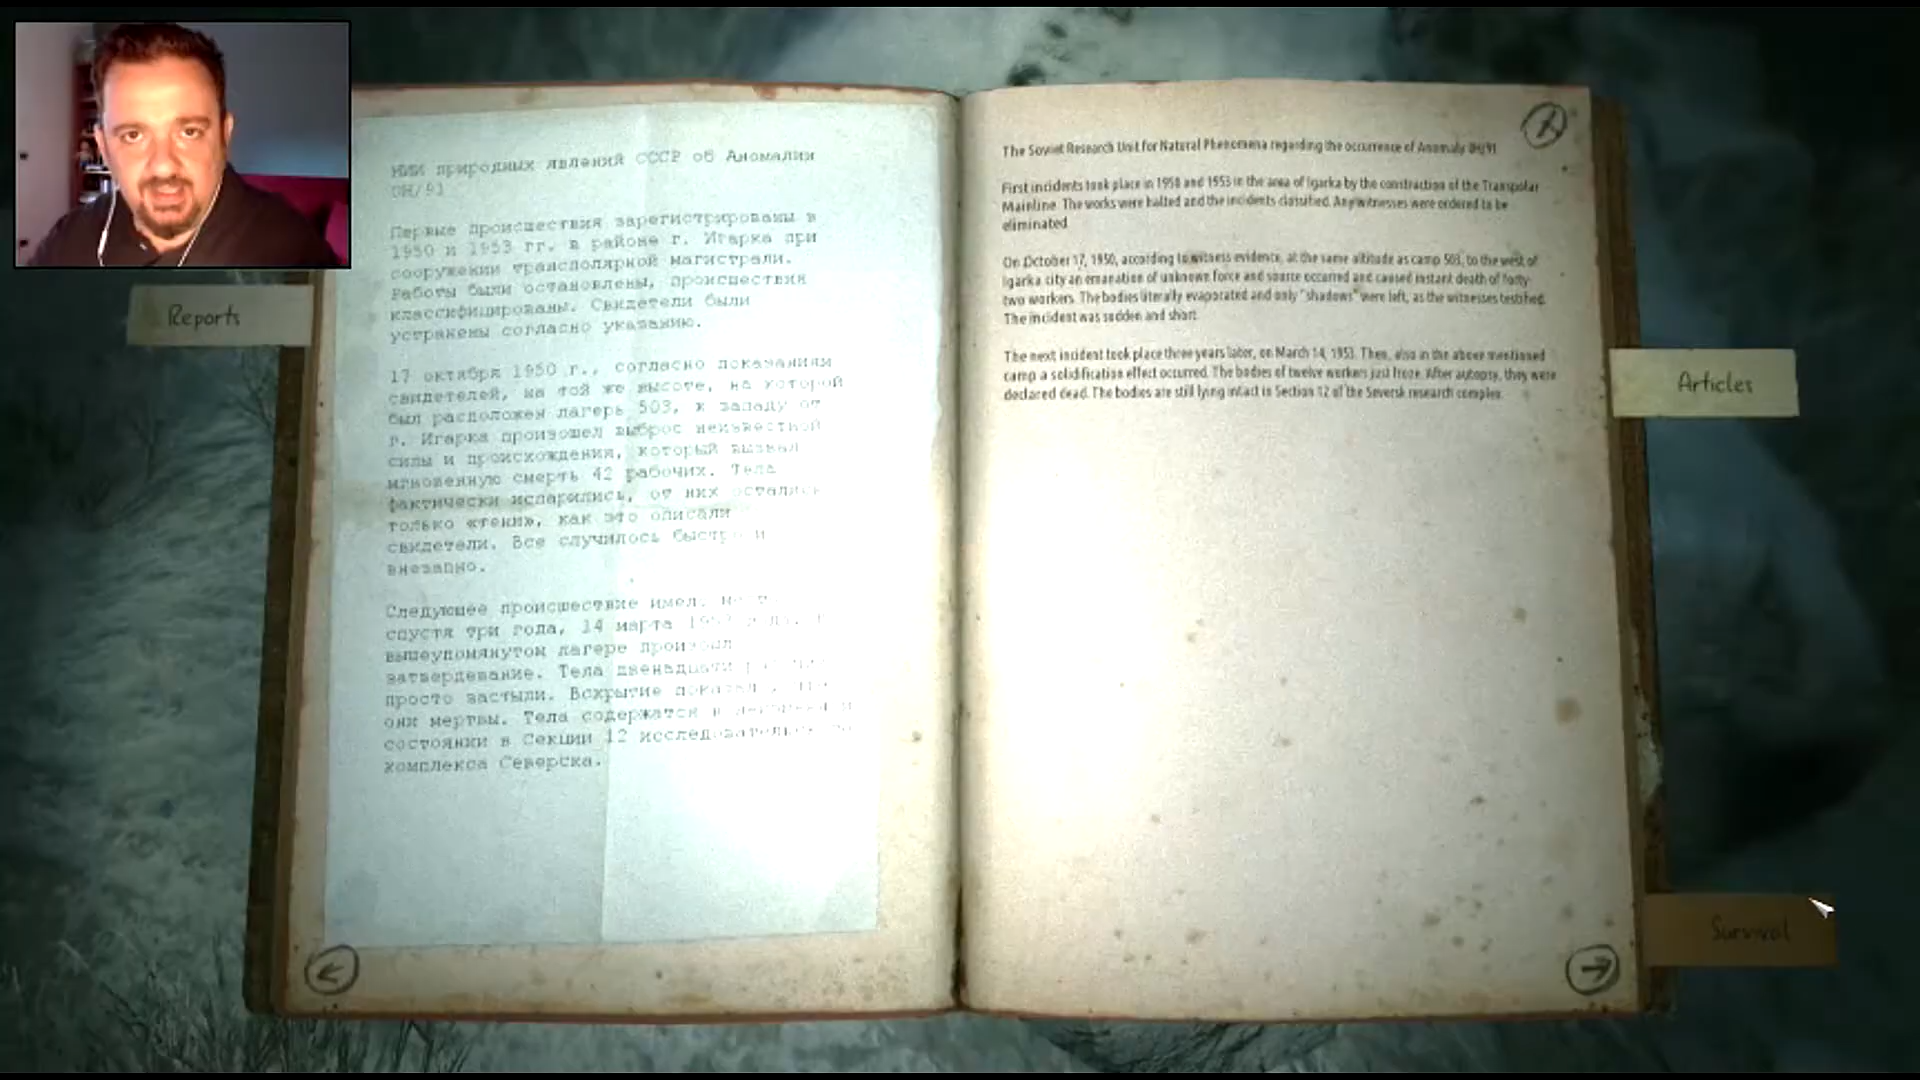 Reports
НИИ природных явлений СССР об Аномалии
ОН/91
Первые происшествия зарегистрированы в
1950 и 1953 гг. в районе г. Игарка при
сооружении трансполярной магистрали.
Работы были остановлены, происшествия
классифицированы. Свидетели были
устранены согласно указанию.
17 октября 1950 г., согласно показаниям
свидетелей, на той же высоте, на которой
был расположен лагерь 503, к западу от
г. Игарка произошел выброс неизвестной
силы и происхождения, который вызвал
мгновенную смерть 42 рабочих. Тела
фактически испарились, от них остались
только «тени», как это описали
свидетели. Все случилось быстро и
внезапно.
Следующее происшествие имел
спустя три года, 14 марта
вышеупомянутом лагере произошл
затвердевание. Тела двенадцати
просто застыли. Вскрытие показал
они мертвы. Тела содержатся в
состоянии в Секции 12
комплекса Северска.
The Soviet Research Unit for Natural Phenomena regarding the occurrence of Anomaly OH/91
First incidents took place in 1950 and 1953 in the area of Igarka by the construction of the Transpolar
Mainline. The works were halted and the incidents classified. Any witnesses were ordered to be
eliminated.
On October 17, 1950, according to witness evidence, at the same altitude as camp 503, to the west of
Igarka city an emanation of unknown force and source occurred and caused instant death of forty-
two workers. The bodies literally evaporated and only "shadows" were left, as the witnesses testified.
The incident was sudden and short.
The next incident took place three years later, on March 14, 1953. Then, also in the above mentioned
camp a solidification effect occurred. The bodies of twelve workers just froze. After autopsy, they were
declared dead. The bodies are still lying intact in Section 12 of the Seversk research complex.
Articles
Survival